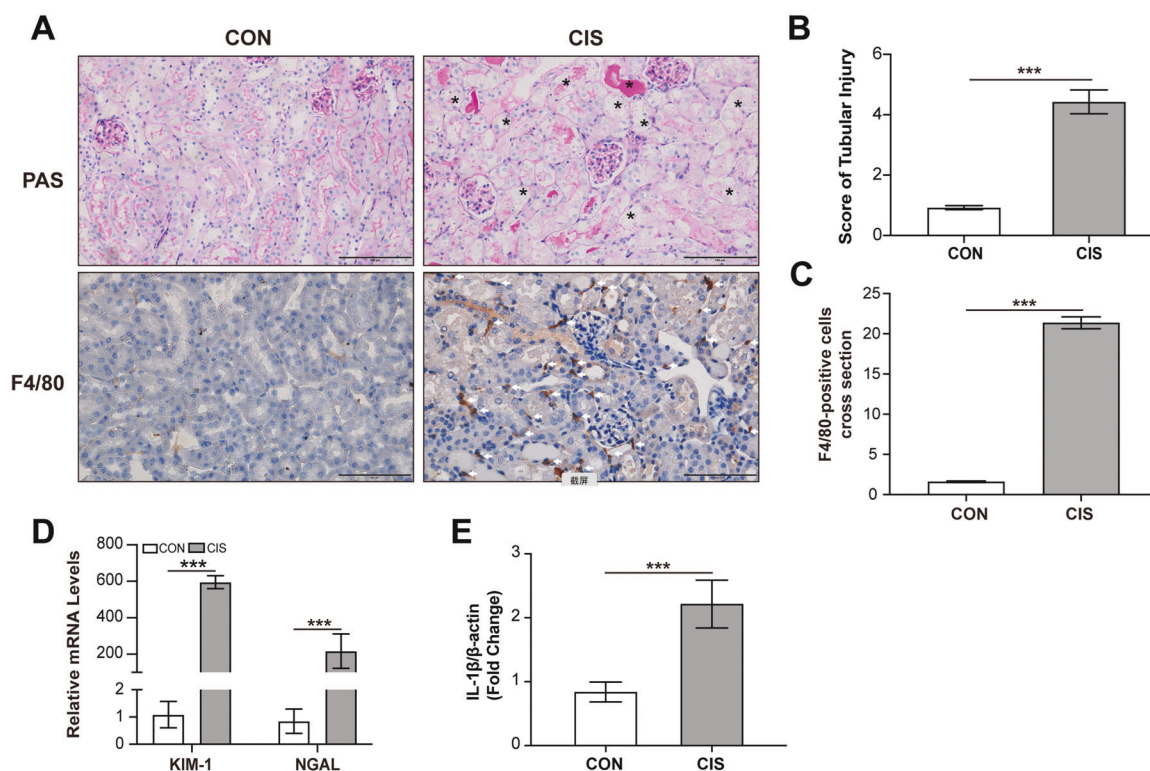 A
CON
CIS
PAS
* * * * * * * * * * *
F4/80
截屏
B
Score of Tubular Injury
6
4
2
0
***
CON
CIS
C
F4/80-positive cells
cross section
25
20
15
10
5
0
***
CON
CIS
D
Relative mRNA Levels
800
600
400
200
2
1
0
CON
CIS
***
***
KIM-1
NGAL
E
IL-1β/β-actin
(Fold Change)
3
2
1
0
***
CON
CIS